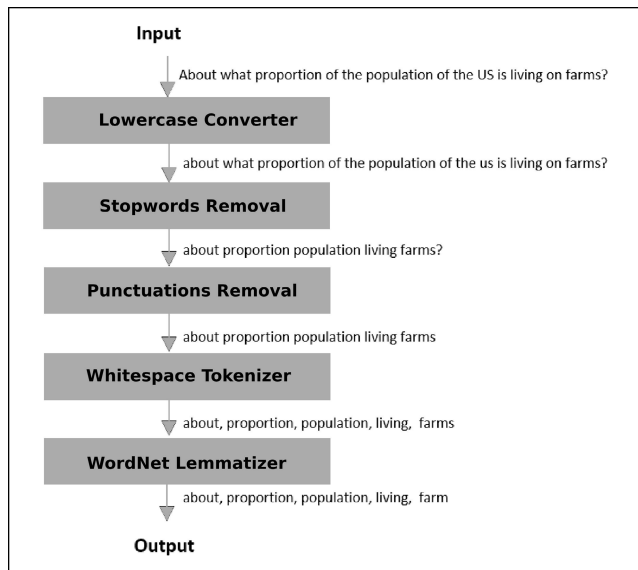 Input
About what proportion of the population of the US is living on farms?
Lowercase Converter
about what proportion of the population of the us is living on farms?
Stopwords Removal
about proportion population living farms?
Punctuations Removal
about proportion population living farms
Whitespace Tokenizer
about, proportion, population, living, farms
WordNet Lemmatizer
about, proportion, population, living, farm
Output